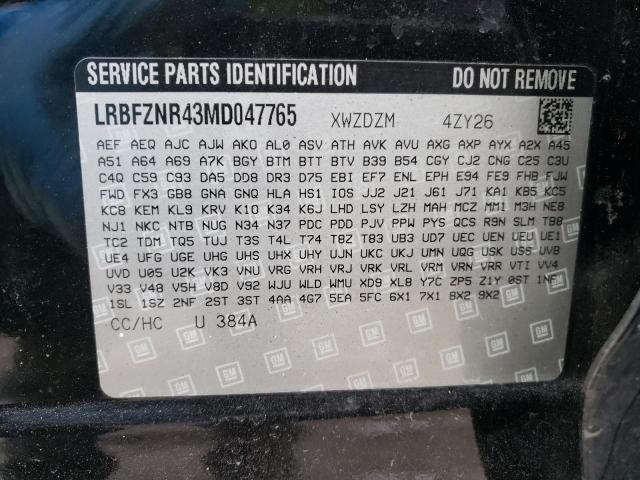 SERVICE PARTS IDENTIFICATION DO NOT REMOVE
LRBFZNR43MD047765 XWZDZM 4ZY26
AEF AEQ AJC AJW AKO AL0 ASV ATH AVK AVU AXG AXP AYX A2X A45
A51 A64 A69 A7K BGY BTM BTT BTV B39 B54 CGY CJ2 CNG C25 C3U
C4Q C59 C93 DA5 DD8 DR3 D75 EBI EF7 ENL EPH E94 FE9 FHB FJW
FWD FX3 GB8 GNA GNQ HLA HS1 IOS JJ2 J21 J61 J71 KA1 KB5 KC5
KC8 KEM KL9 KRV K10 K34 K6J LHD LSY LZH MAH MCZ MM1 M3H NE8
NJ1 NKC NTB NUG N34 N37 PDC PDD PJV PPW PYS QCS R9N SLM TB8
TC2 TDM TQ5 TUJ T3S T4L T74 T8Z T83 UB3 UD7 UEC UEN UEU UE1
UE4 UFG UGE UHG UHS UHX UHY UJN UKC UKJ UMN UQG USK USS UVB
UVD U05 U2K VK3 VNU VRG VRH VRJ VRK VRL VRM VRN VRR VTI VV4
V33 V48 V5H V8D V92 WJU WLD WMU XD9 XL8 Y7C ZP5 Z1Y 0ST 1NF
1SL 1SZ 2NF 2ST 3ST 4AA 4G7 5EA 5FC 6X1 7X1 8X2 9X2
CC/HC U 384A
GM GM GM GM GM GM